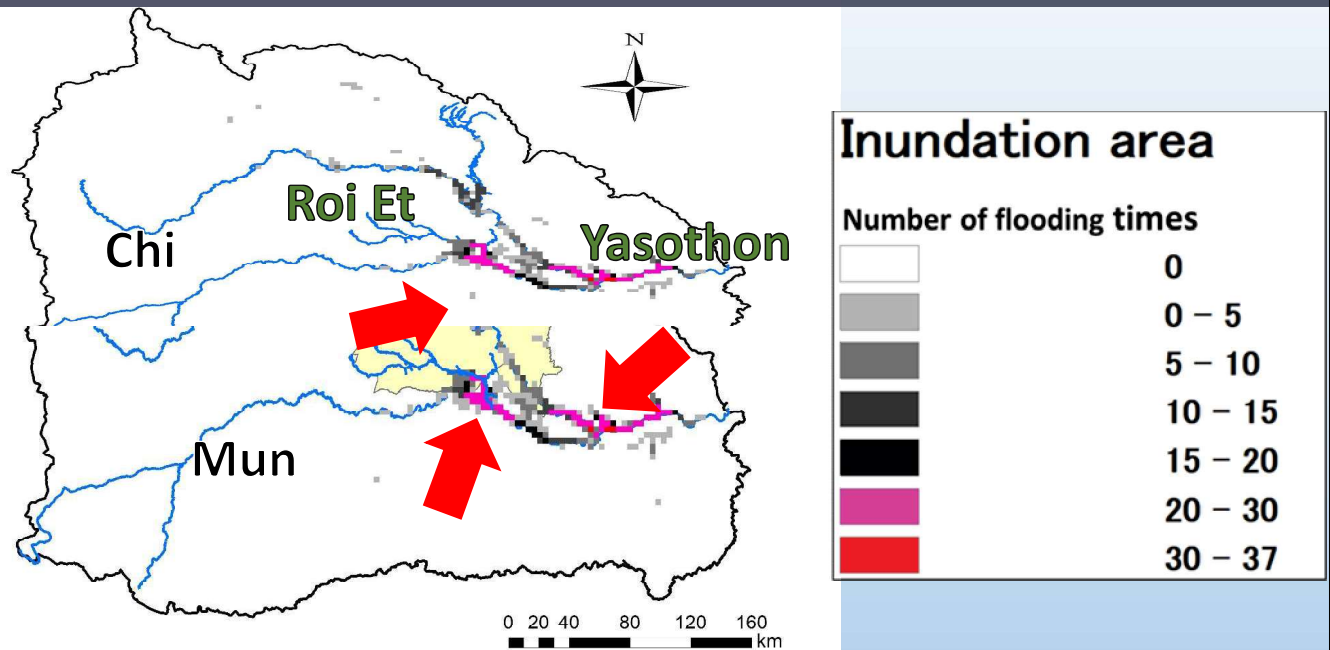 N
Roi Et
Chi
Yasothon
Mun
0 20 40 80 120 160
km
Inundation area
Number of flooding times
0
0 – 5
5 – 10
10 – 15
15 – 20
20 – 30
30 – 37